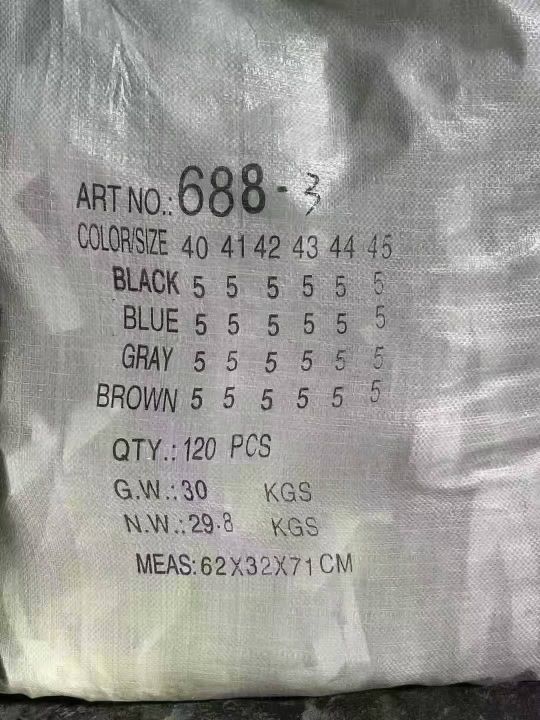 ART NO.: 688-3
COLOR/SIZE 40 41 42 43 44 45
BLACK 5 5 5 5 5 5
BLUE 5 5 5 5 5 5
GRAY 5 5 5 5 5 5
BROWN 5 5 5 5 5 5
QTY.: 120 PCS
G.W.: 30 KGS
N.W.: 29.8 KGS
MEAS: 62X32X71 CM